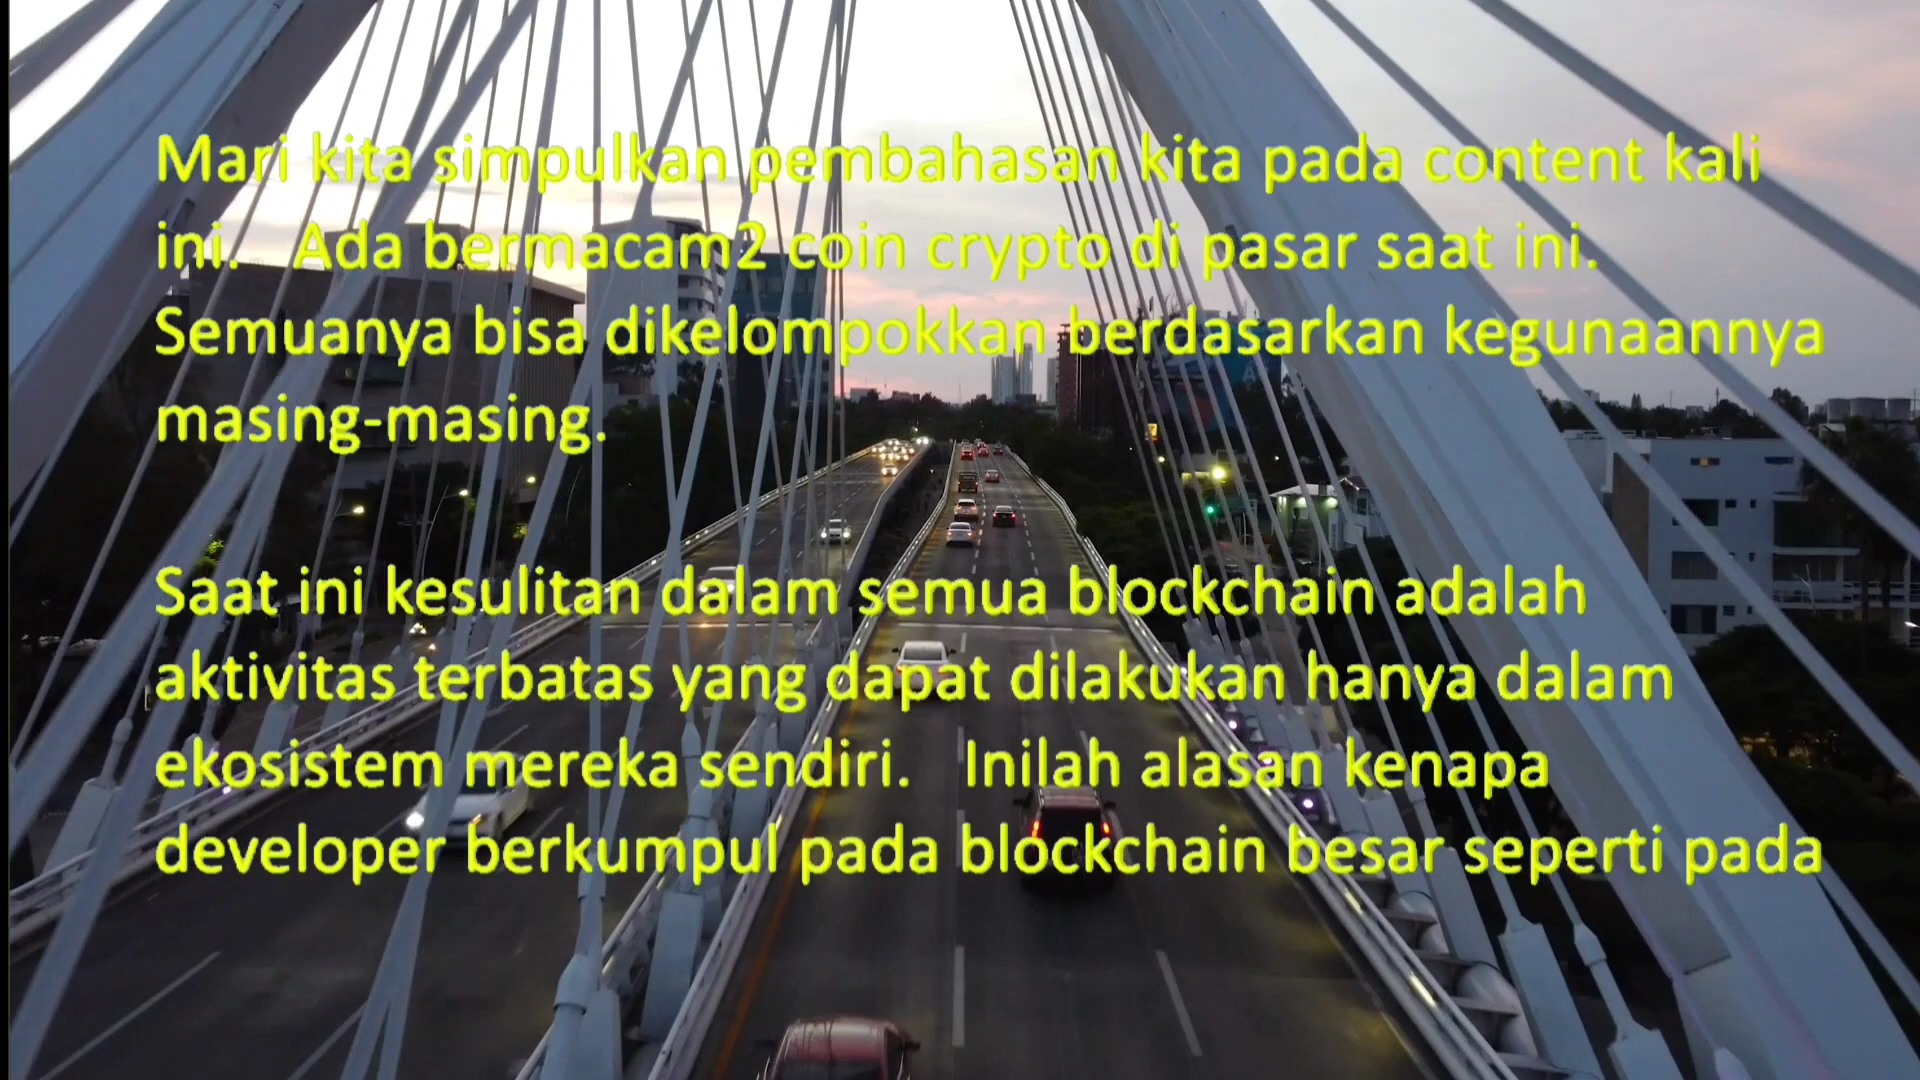 Mari kita simpulkan pembahasan kita pada content kali
ini.   Ada bermacam2 coin crypto di pasar saat ini.
Semuanya bisa dikelompokkan berdasarkan kegunaannya
masing-masing.
Saat ini kesulitan dalam semua blockchain adalah
aktivitas terbatas yang dapat dilakukan hanya dalam
ekosistem mereka sendiri.   Inilah alasan kenapa
developer berkumpul pada blockchain besar seperti pada